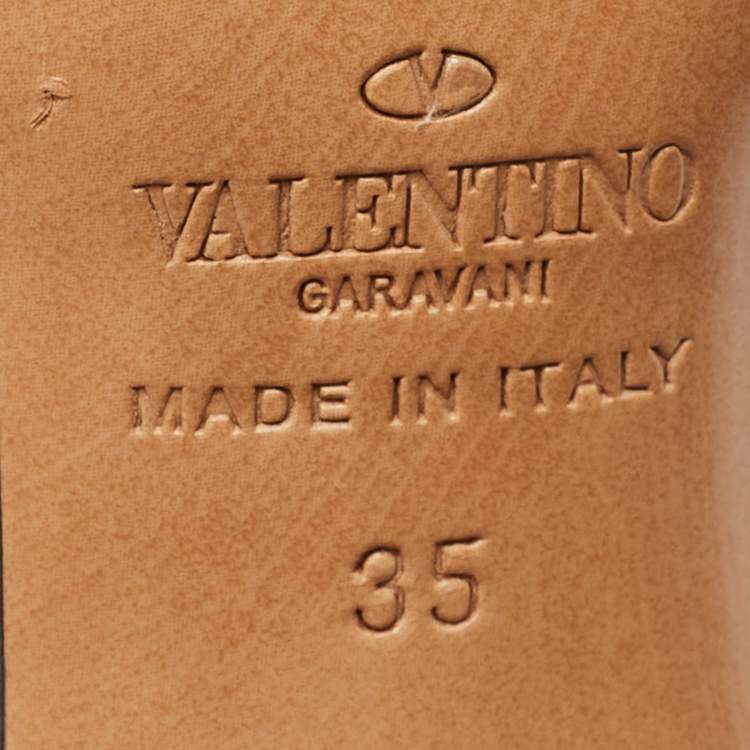 V
VALENTINO
GARAVANI
MADE IN ITALY
35